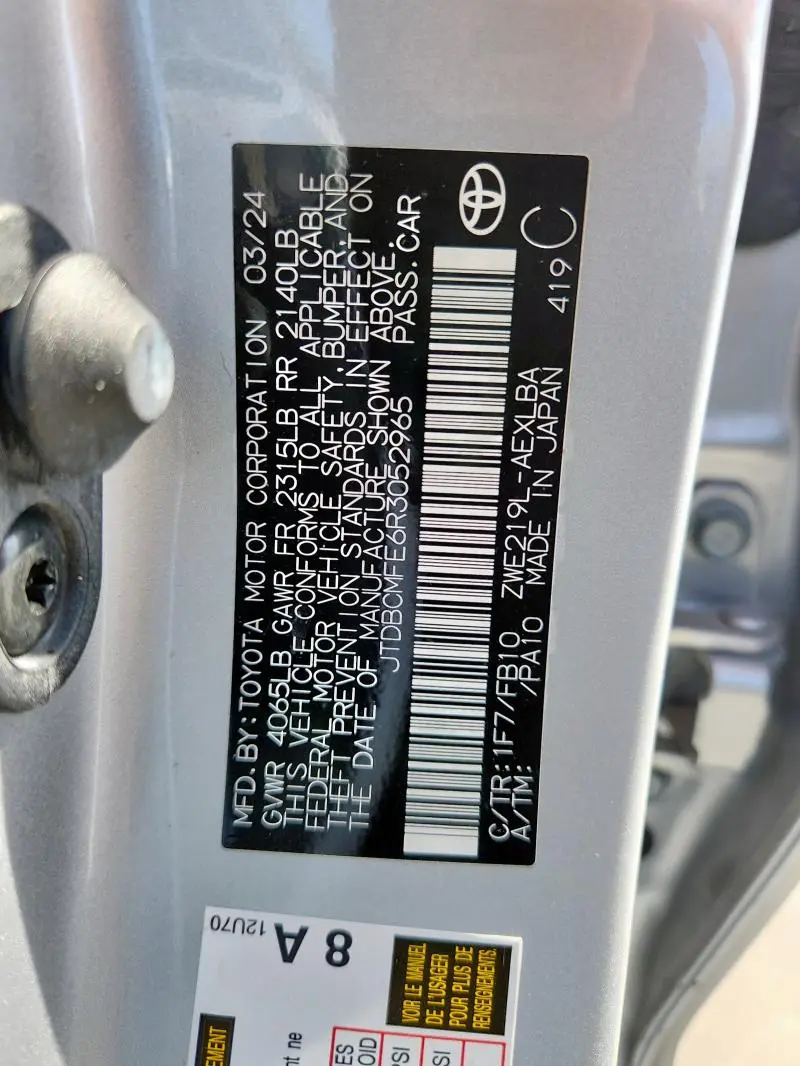 MFD. BY: TOYOTA MOTOR CORPORATION 03/24
GVWR 4065LB GAWR FR 2315LB RR 2140LB
THIS VEHICLE CONFORMS TO ALL APPLICABLE
FEDERAL MOTOR VEHICLE SAFETY, BUMPER, AND
THEFT PREVENTION STANDARDS IN EFFECT ON
THE DATE OF MANUFACTURE SHOWN ABOVE.
JTDBCMFE6R3052965 PASS. CAR
C/TR: 1F7/FB10 ZWE219L-AEXLBA
A/TM: /PA10 MADE IN JAPAN 419 C
8 A
12U70
VOIR LE MANUEL
DE L'USAGER
POUR PLUS DE
RENSEIGNEMENTS.